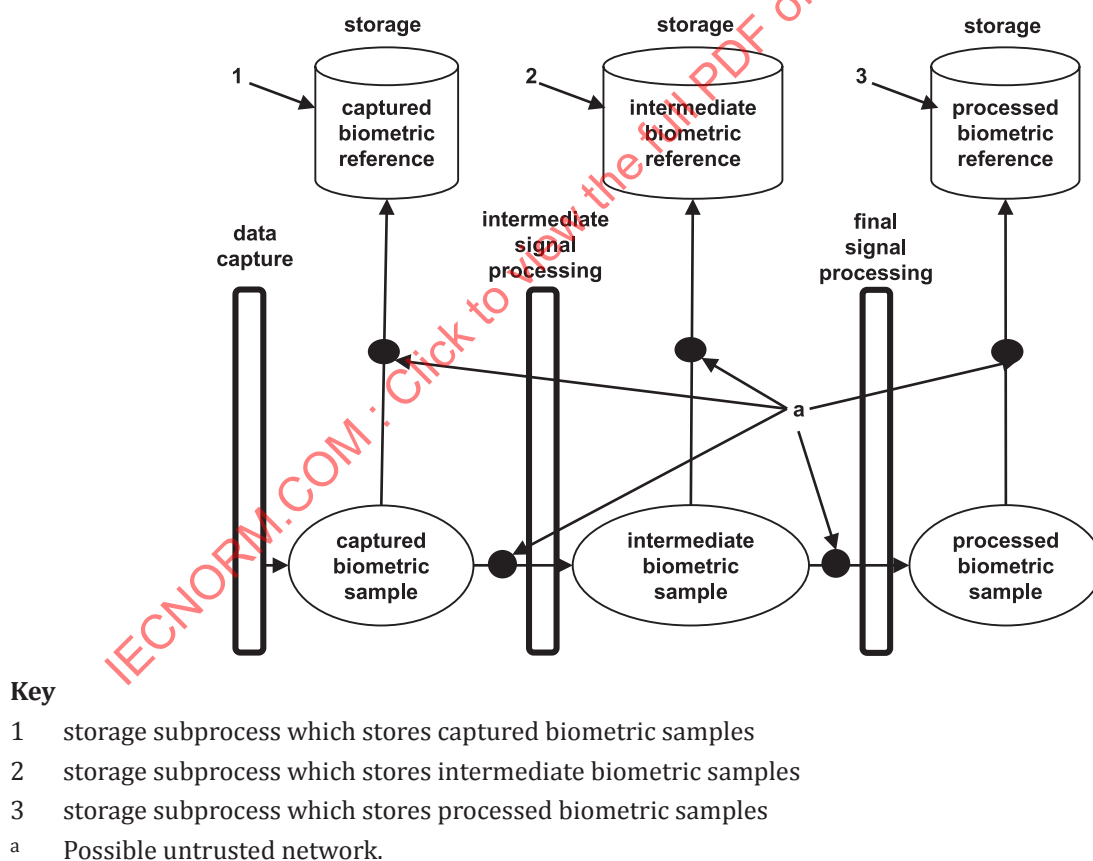 storage
storage
storage
1
2
3
captured
biometric
reference
intermediate
biometric
reference
processed
biometric
reference
data
capture
intermediate
signal
processing
final
signal
processing
a
captured
biometric
sample
intermediate
biometric
sample
processed
biometric
sample
IECNORM.COM : Click to view the full PDF of
Key
1 storage subprocess which stores captured biometric samples
2 storage subprocess which stores intermediate biometric samples
3 storage subprocess which stores processed biometric samples
a Possible untrusted network.